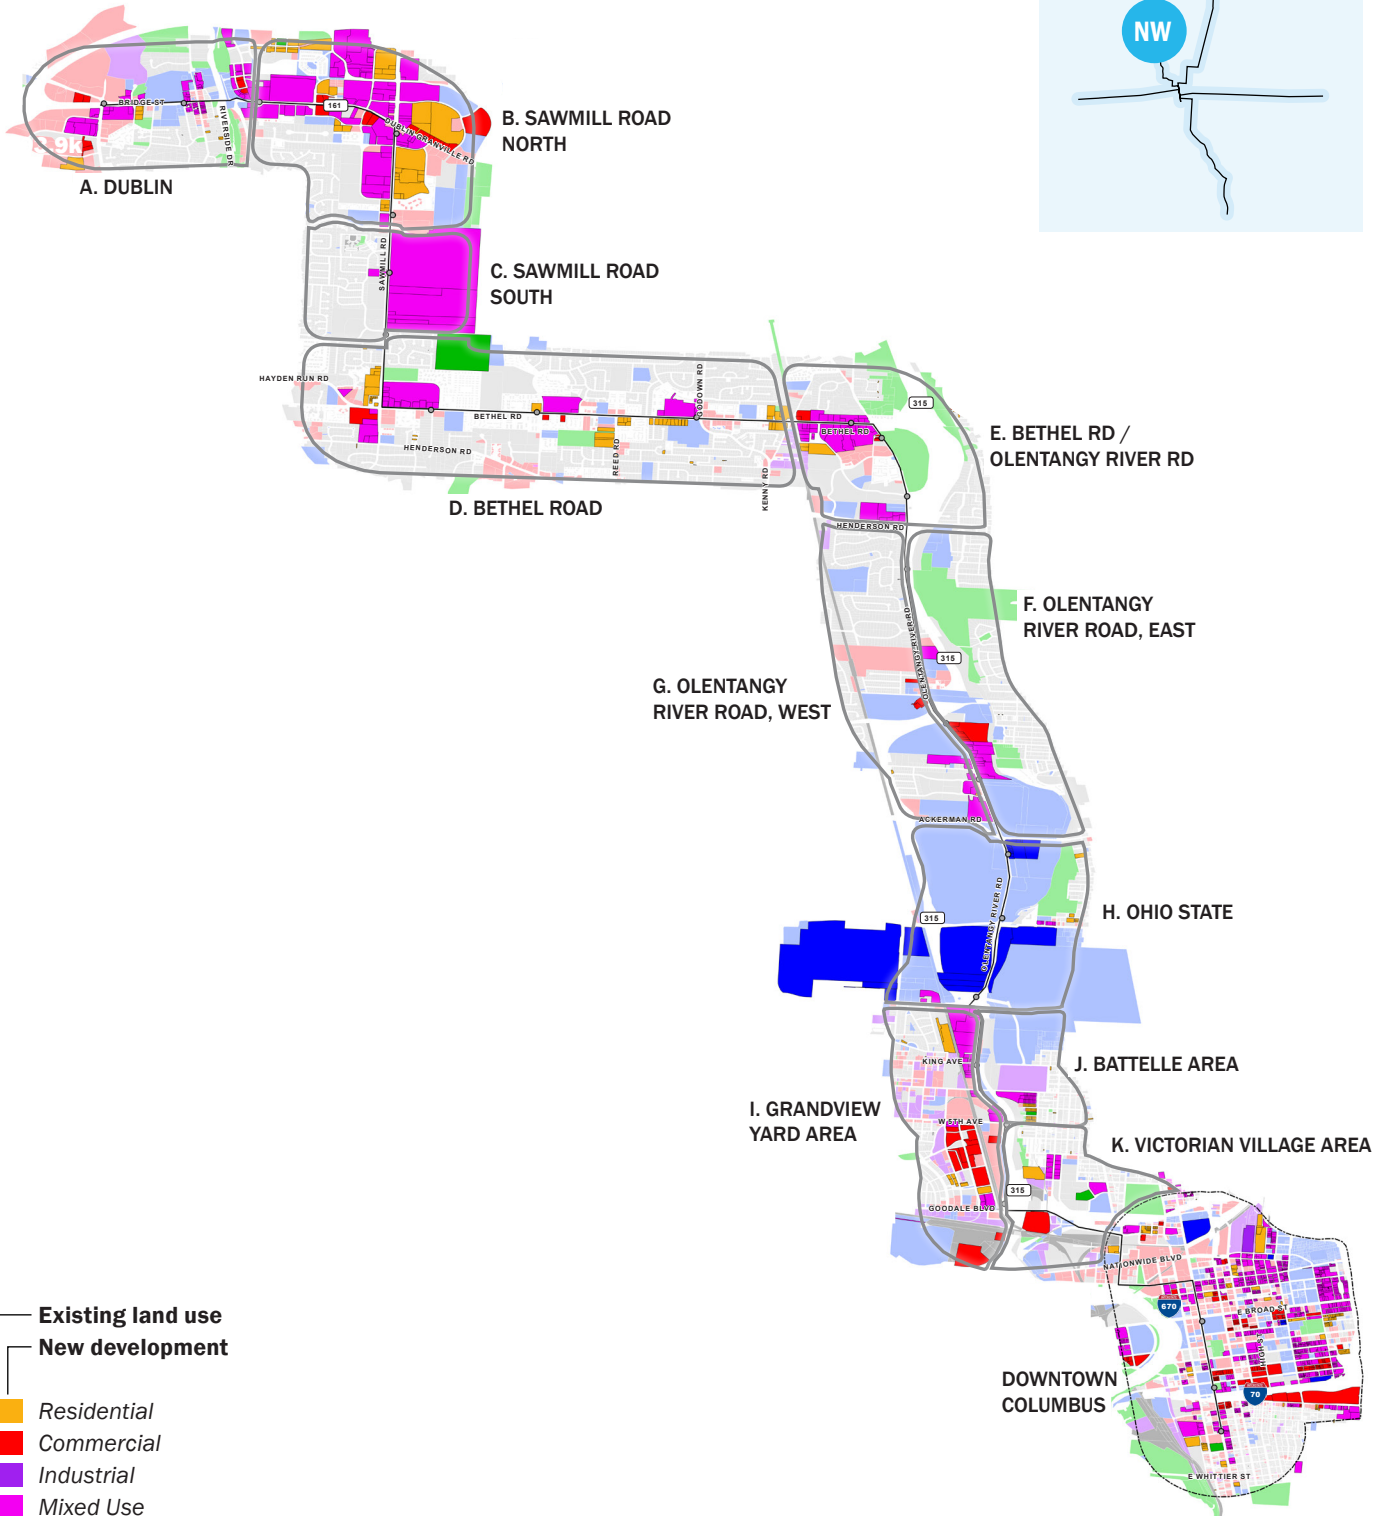 NW
BRIDGE ST
RIVERSIDE DR
161
DUBLIN GRANVILLE RD
9k
A. DUBLIN
B. SAWMILL ROAD
NORTH
SAWMILL RD
C. SAWMILL ROAD
SOUTH
HAYDEN RUN RD
BETHEL RD
GODOWN RD
HENDERSON RD
REED RD
KENNY RD
D. BETHEL ROAD
315
BETHEL RD
E. BETHEL RD /
OLENTANGY RIVER RD
HENDERSON RD
OLENTANGY RIVER RD
F. OLENTANGY
RIVER ROAD, EAST
315
OLENTANGY
G. OLENTANGY
RIVER ROAD, WEST
ACKERMAN RD
315
OLENTANGY RIVER RD
H. OHIO STATE
KING AVE
J. BATTELLE AREA
I. GRANDVIEW
YARD AREA
W 5TH AVE
K. VICTORIAN VILLAGE AREA
315
GOODALE BLVD
NATIONWIDE BLVD
670
E BROAD ST
HIGH ST
70
DOWNTOWN
COLUMBUS
E WHITTIER ST
Existing land use
New development
Residential
Commercial
Industrial
Mixed Use